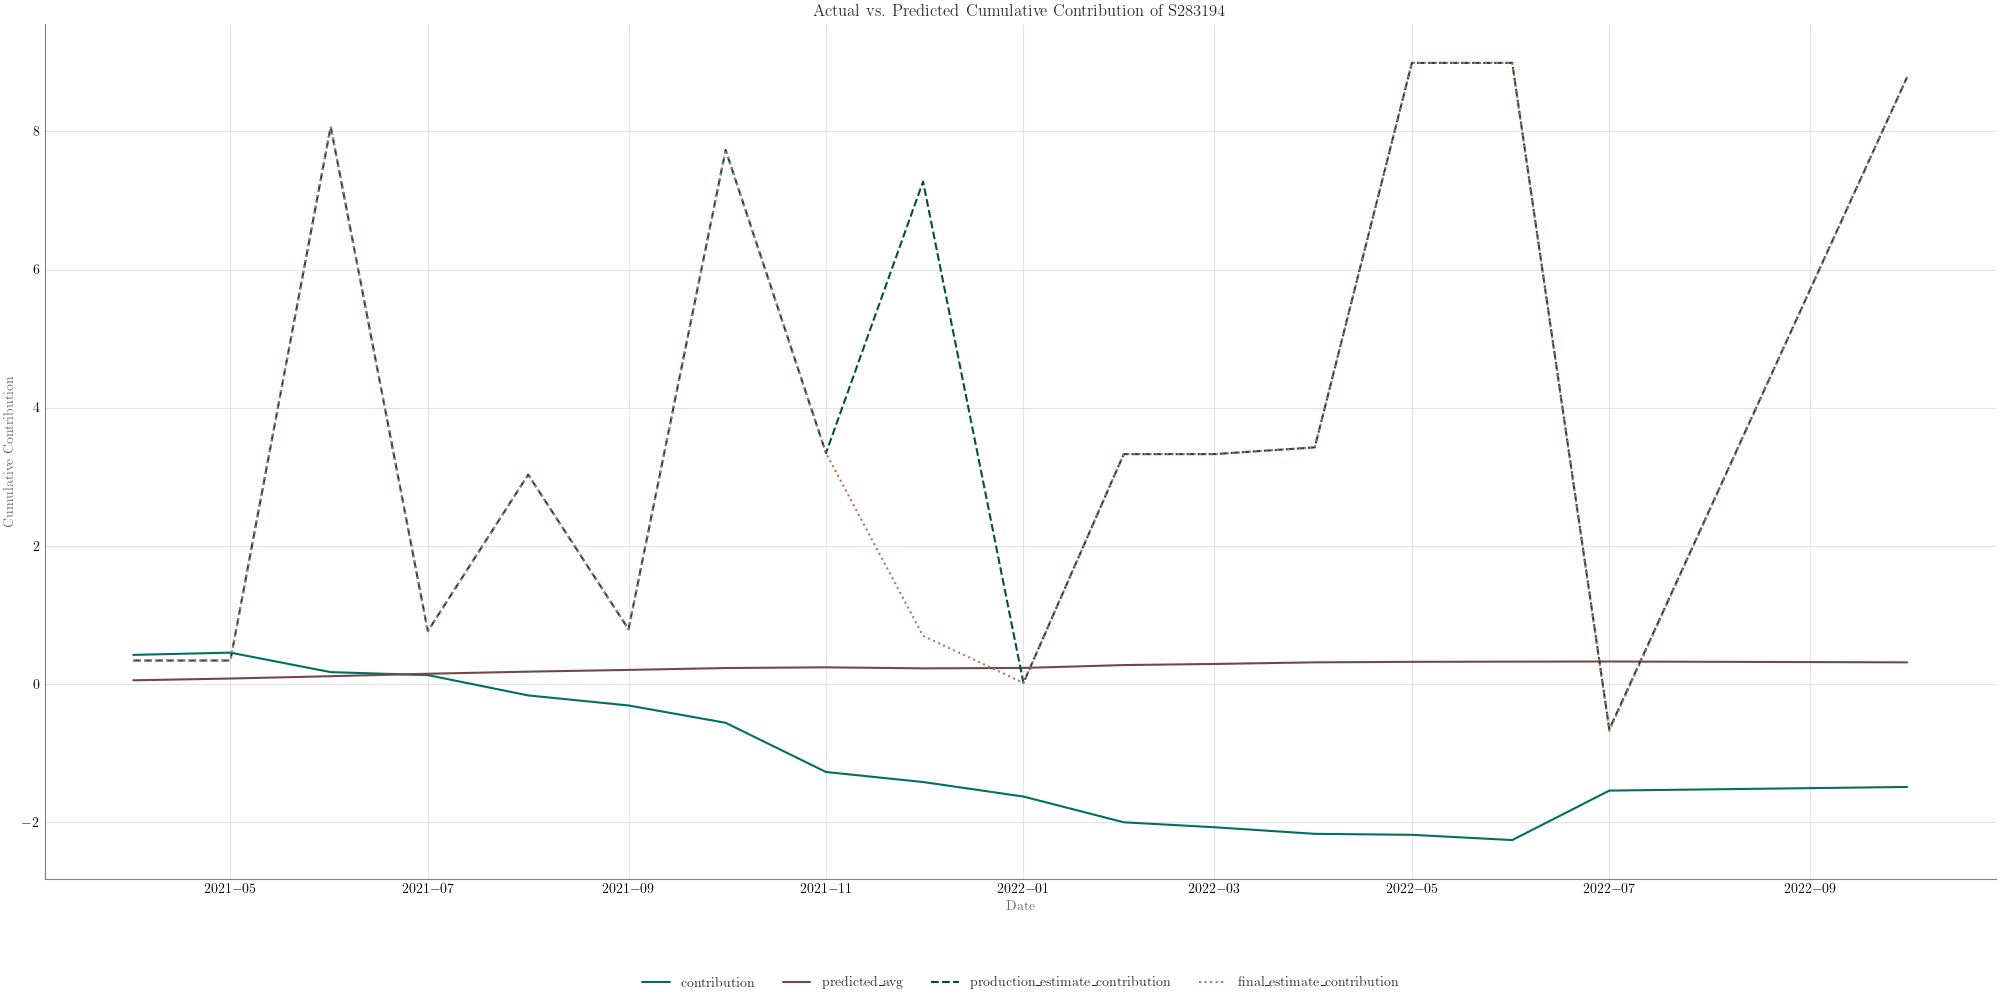 Actual vs. Predicted Cumulative Contribution of S283194
Cumulative Contribution
8
6
4
2
0
−2
2021−05 2021−07 2021−09 2021−11 2022−01 2022−03 2022−05 2022−07 2022−09
Date
contribution predicted_avg production_estimate_contribution final_estimate_contribution